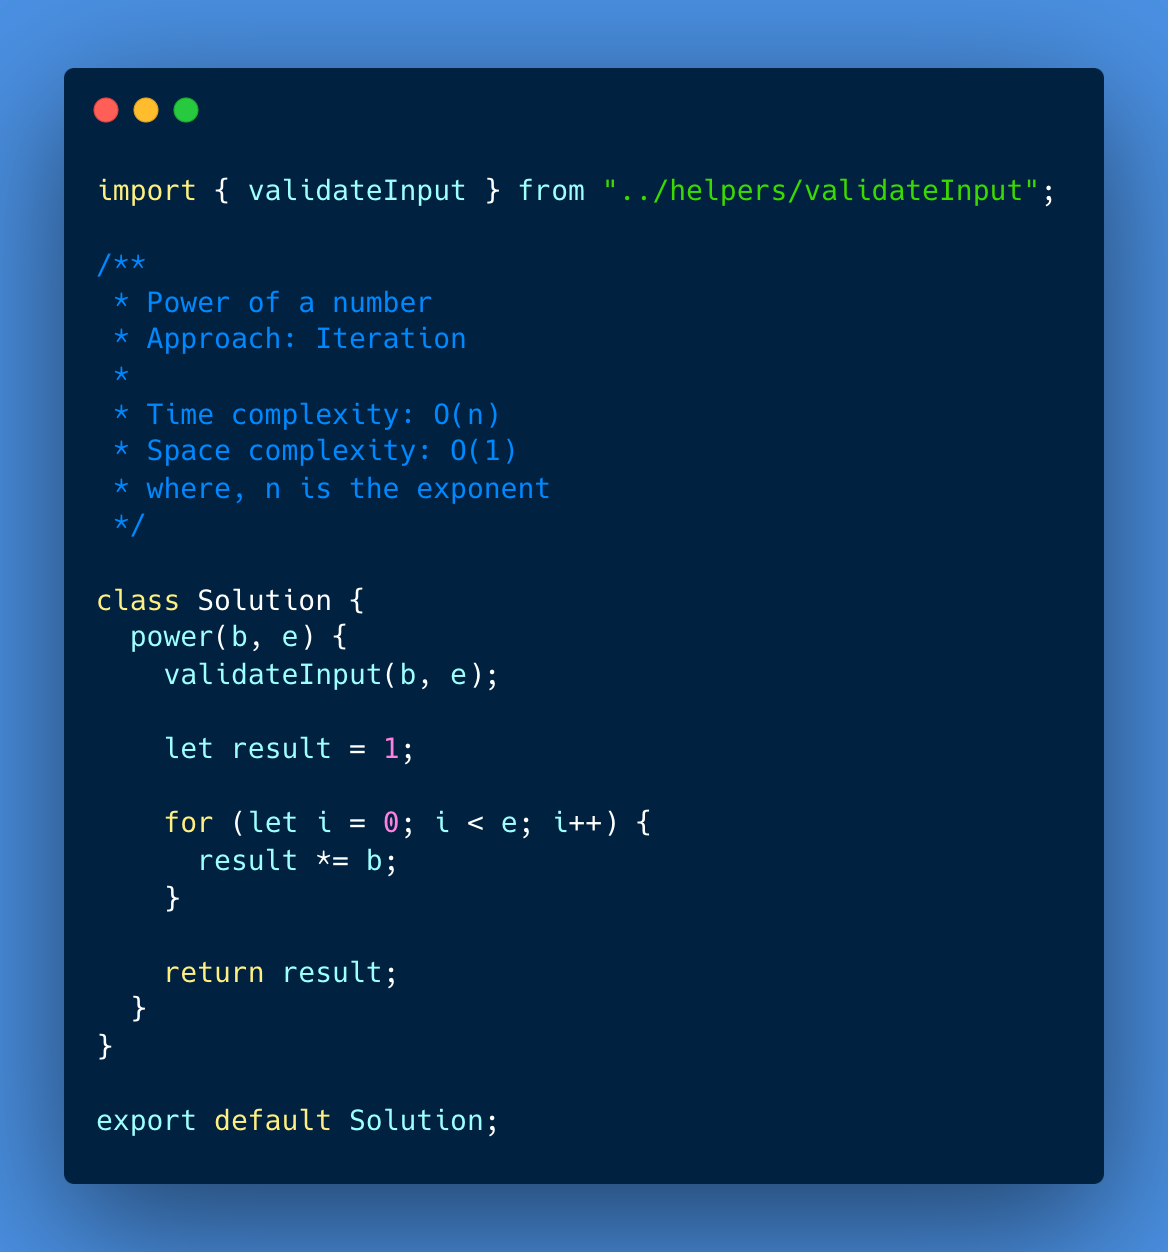 import { validateInput } from "../helpers/validateInput";
/**
 * Power of a number
 * Approach: Iteration
 *
 * Time complexity: O(n)
 * Space complexity: O(1)
 * where, n is the exponent
 */
class Solution {
  power(b, e) {
    validateInput(b, e);
    let result = 1;
    for (let i = 0; i < e; i++) {
      result *= b;
    }
    return result;
  }
}
export default Solution;